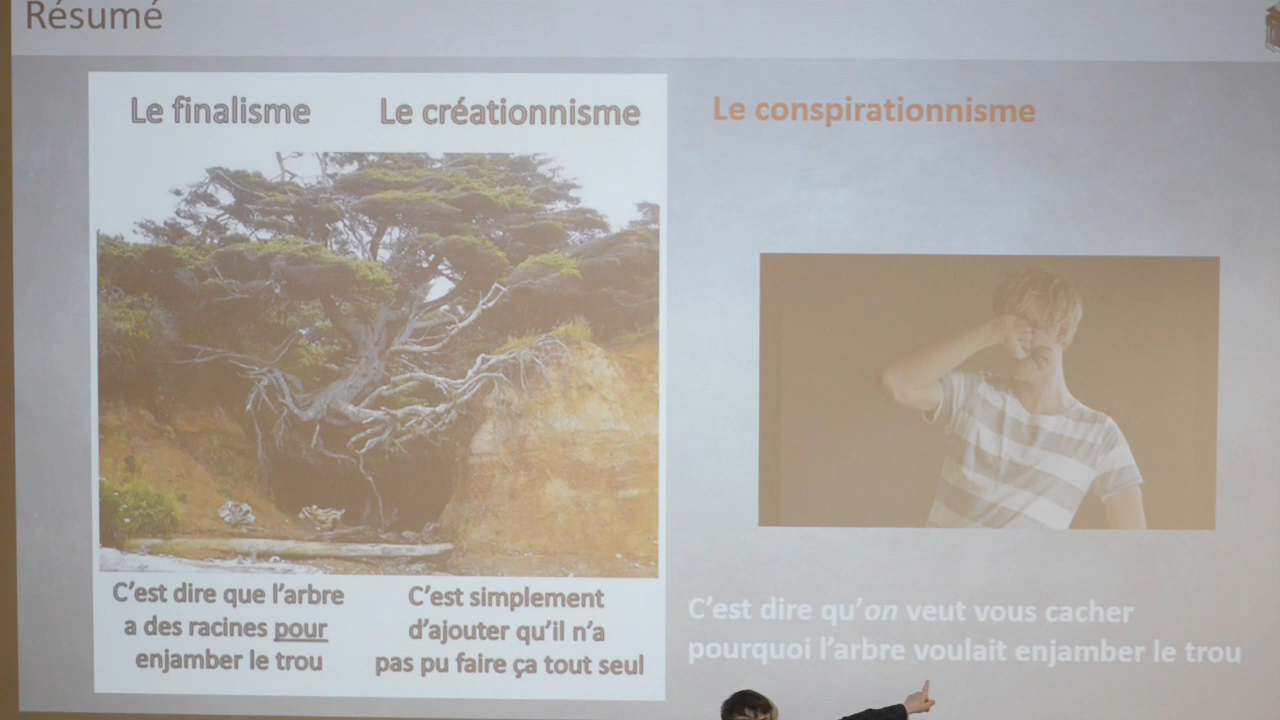 Résumé
Le finalisme
Le créationnisme
Le conspirationnisme
C'est dire que l'arbre
a des racines pour
enjamber le trou
C'est simplement
d'ajouter qu'il n'a
pas pu faire ça tout seul
C'est dire qu'on veut vous cacher
pourquoi l'arbre voulait enjamber le trou